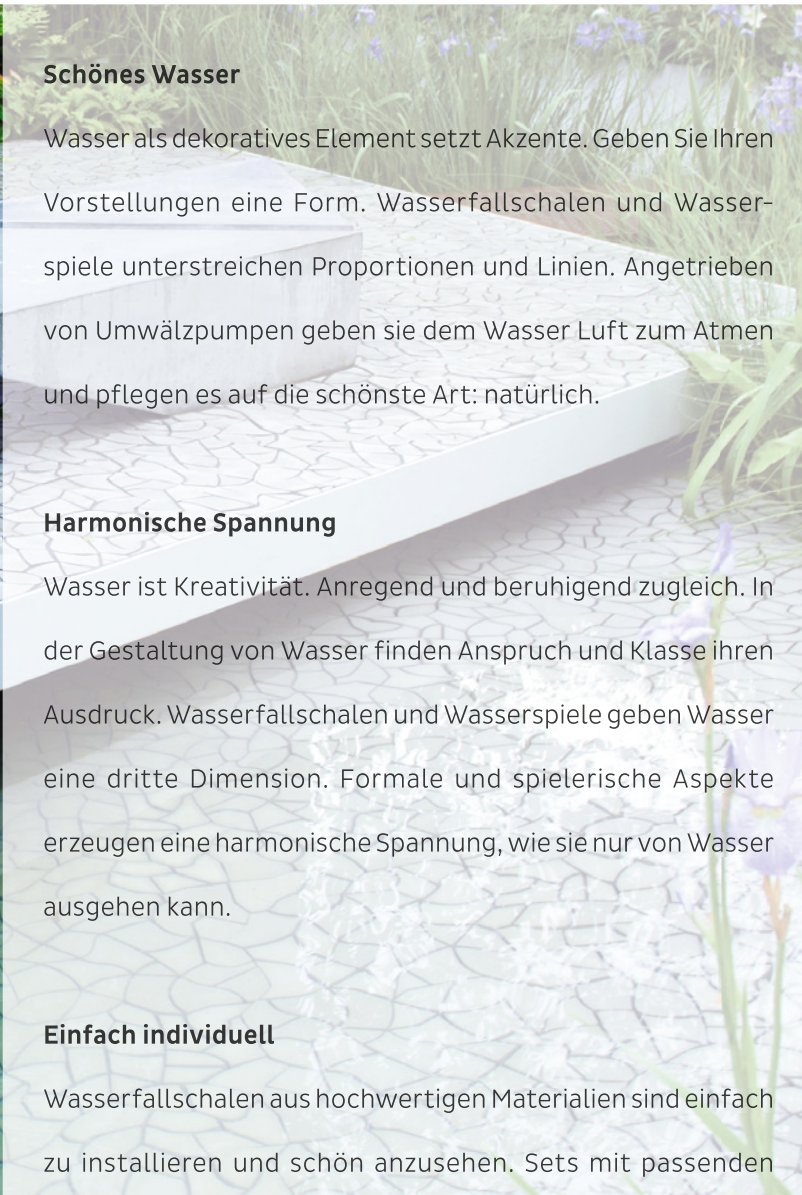 Schönes Wasser
Wasser als dekoratives Element setzt Akzente. Geben Sie Ihren
Vorstellungen eine Form. Wasserfallschalen und Wasser-
spiele unterstreichen Proportionen und Linien. Angetrieben
von Umwälzpumpen geben sie dem Wasser Luft zum Atmen
und pflegen es auf die schönste Art: natürlich.
Harmonische Spannung
Wasser ist Kreativität. Anregend und beruhigend zugleich. In
der Gestaltung von Wasser finden Anspruch und Klasse ihren
Ausdruck. Wasserfallschalen und Wasserspiele geben Wasser
eine dritte Dimension. Formale und spielerische Aspekte
erzeugen eine harmonische Spannung, wie sie nur von Wasser
ausgehen kann.
Einfach individuell
Wasserfallschalen aus hochwertigen Materialien sind einfach
zu installieren und schön anzusehen. Sets mit passenden